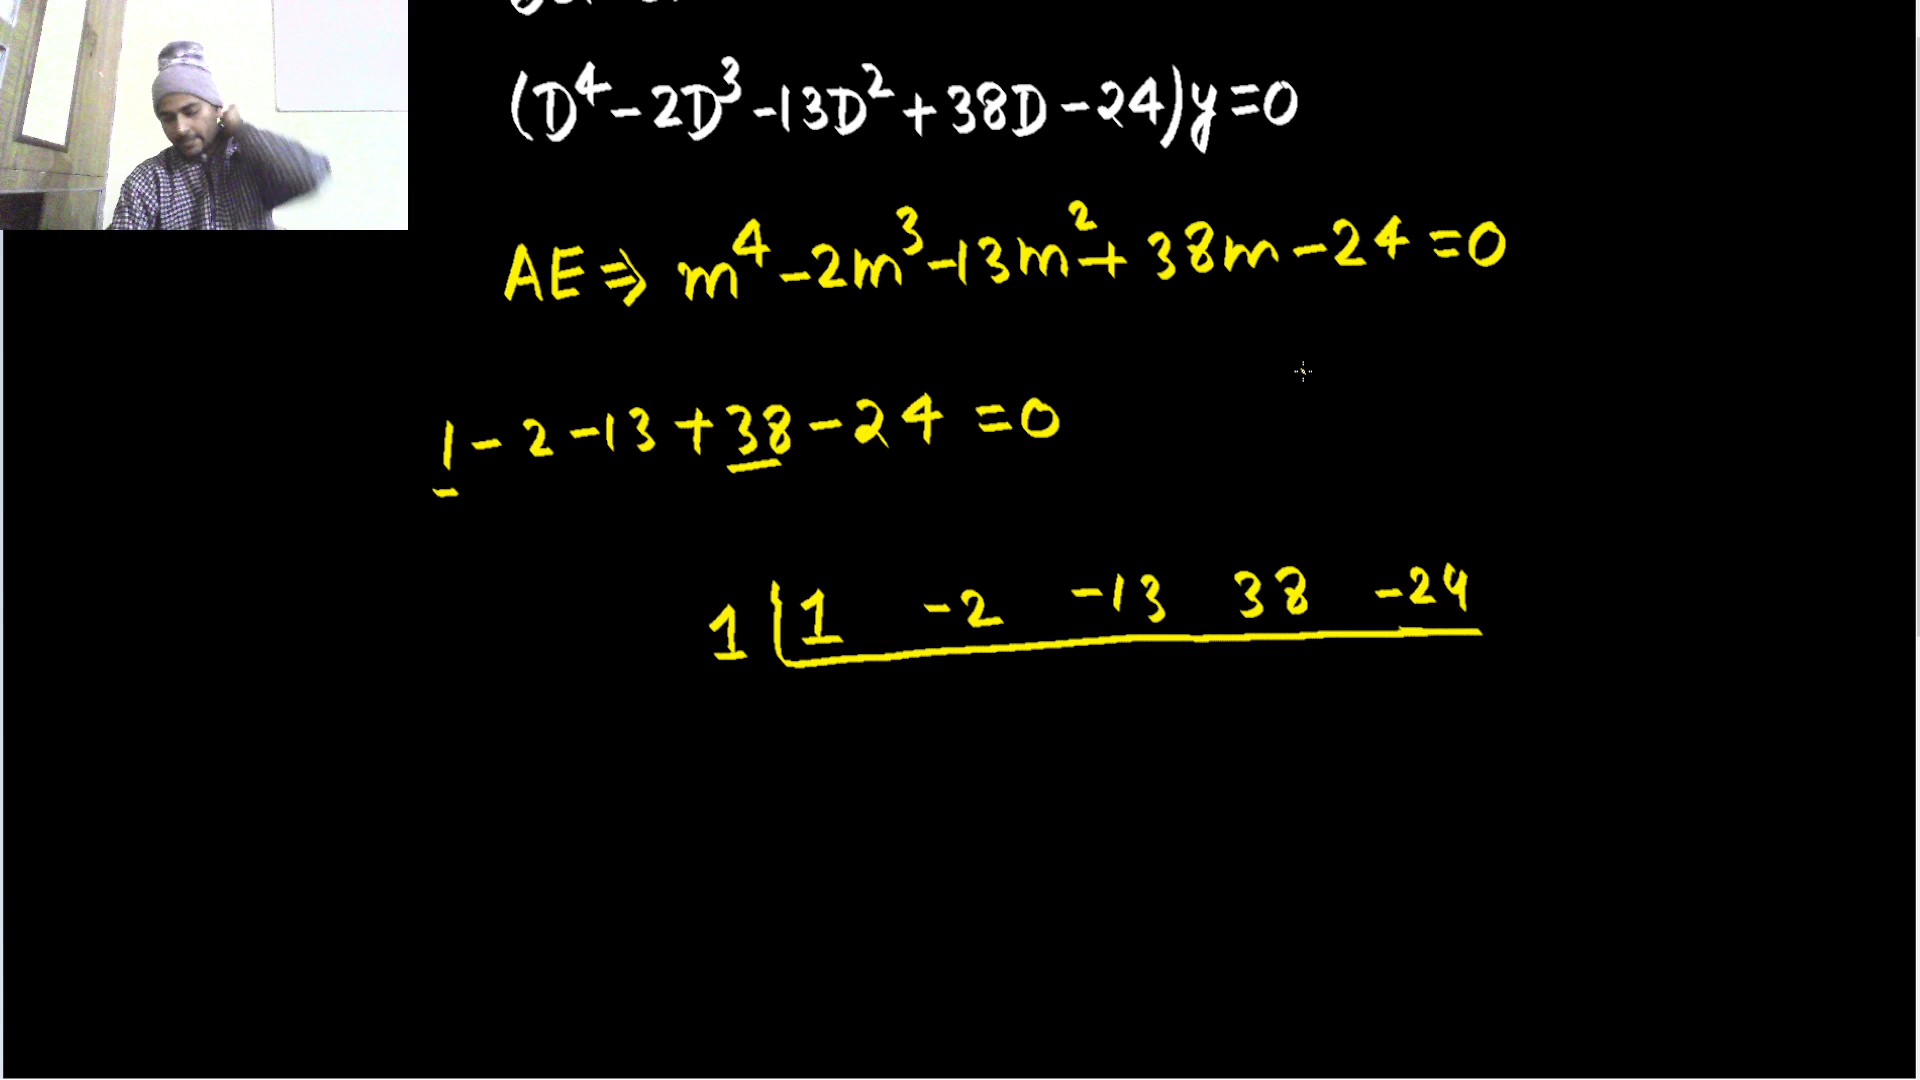 (D⁴-2D³-13D²+38D-24)y=0
AE⇒ m⁴-2m³-13m²+38m-24=0
1-2-13+38-24=0
1 1 -2 -13 38 -24